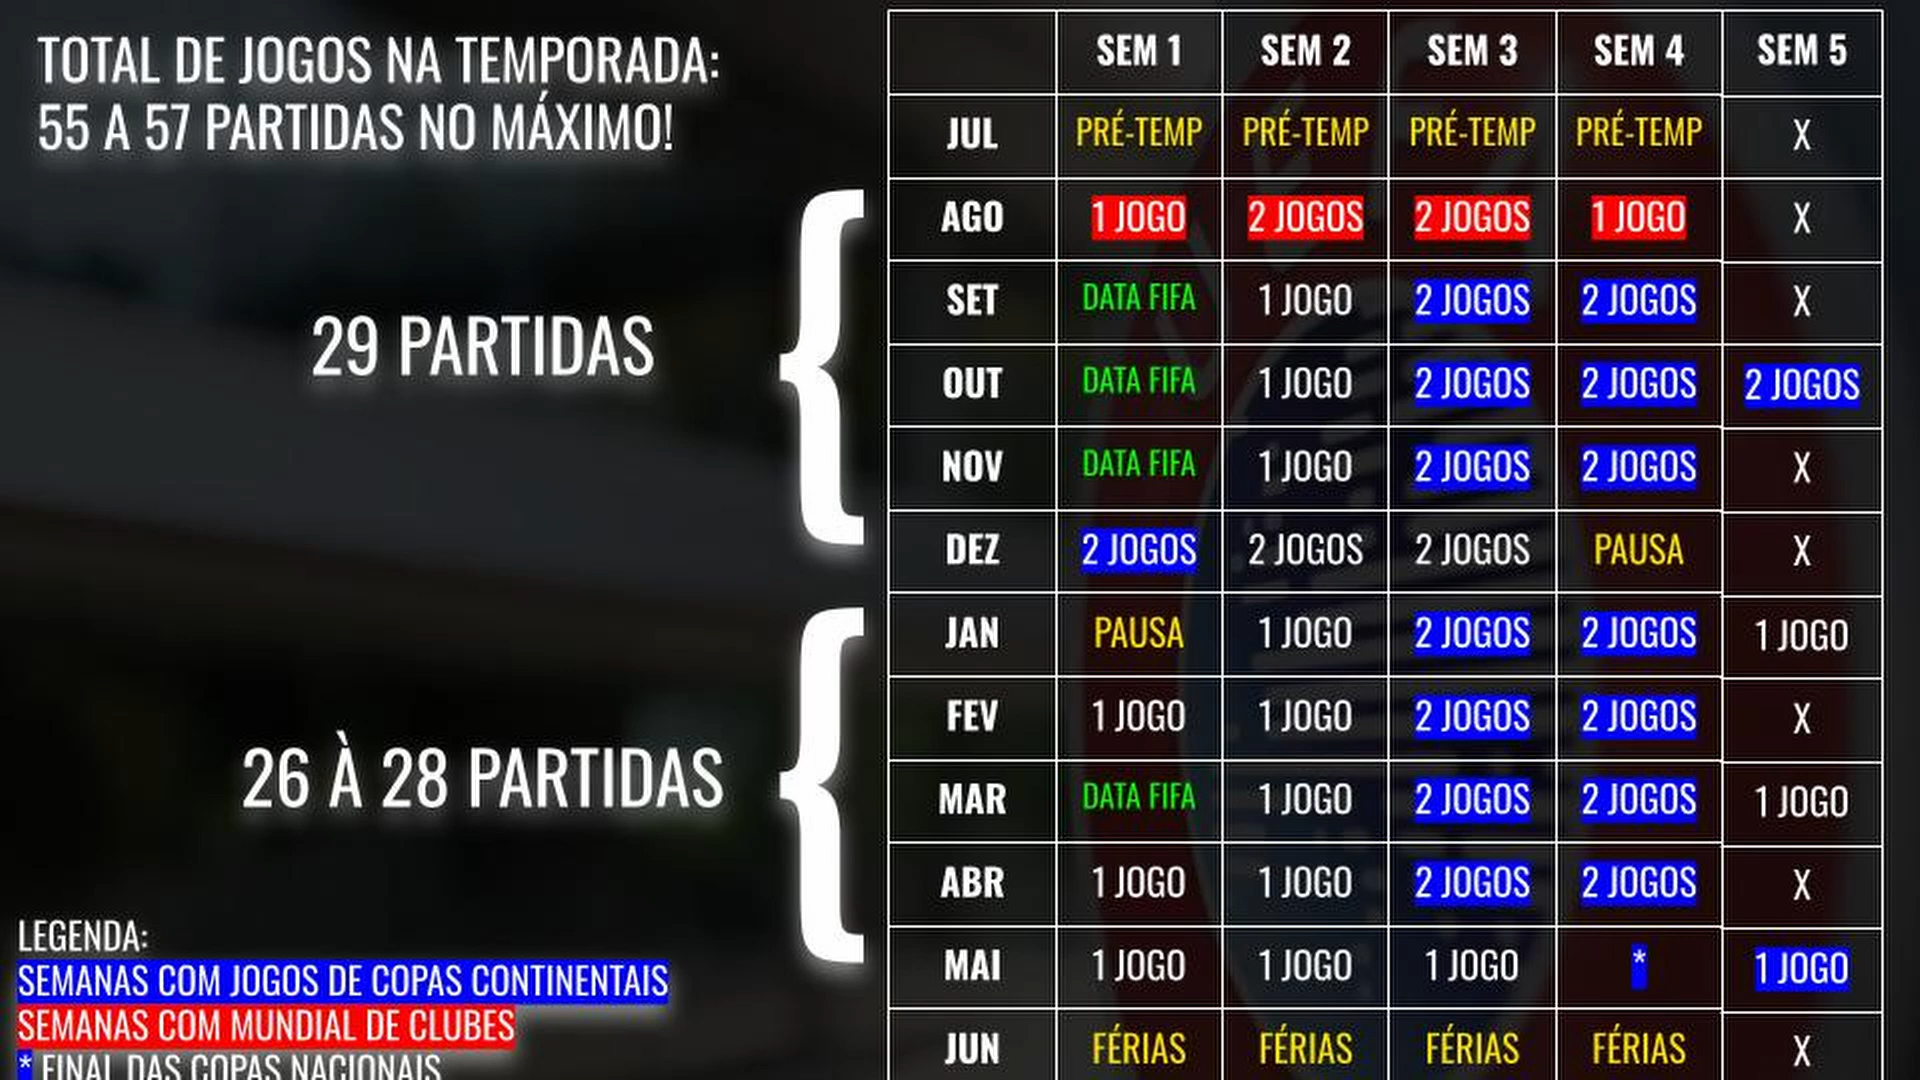 TOTAL DE JOGOS NA TEMPORADA:
55 A 57 PARTIDAS NO MÁXIMO!
29 PARTIDAS
26 À 28 PARTIDAS
LEGENDA:
SEMANAS COM JOGOS DE COPAS CONTINENTAIS
SEMANAS COM MUNDIAL DE CLUBES
* FINAL DAS COPAS NACIONAIS
SEM 1 SEM 2 SEM 3 SEM 4 SEM 5
JUL PRÉ-TEMP PRÉ-TEMP PRÉ-TEMP PRÉ-TEMP X
AGO 1 JOGO 2 JOGOS 2 JOGOS 1 JOGO X
SET DATA FIFA 1 JOGO 2 JOGOS 2 JOGOS X
OUT DATA FIFA 1 JOGO 2 JOGOS 2 JOGOS 2 JOGOS
NOV DATA FIFA 1 JOGO 2 JOGOS 2 JOGOS X
DEZ 2 JOGOS 2 JOGOS 2 JOGOS PAUSA X
JAN PAUSA 1 JOGO 2 JOGOS 2 JOGOS 1 JOGO
FEV 1 JOGO 1 JOGO 2 JOGOS 2 JOGOS X
MAR DATA FIFA 1 JOGO 2 JOGOS 2 JOGOS 1 JOGO
ABR 1 JOGO 1 JOGO 2 JOGOS 2 JOGOS X
MAI 1 JOGO 1 JOGO 1 JOGO * 1 JOGO
JUN FÉRIAS FÉRIAS FÉRIAS FÉRIAS X